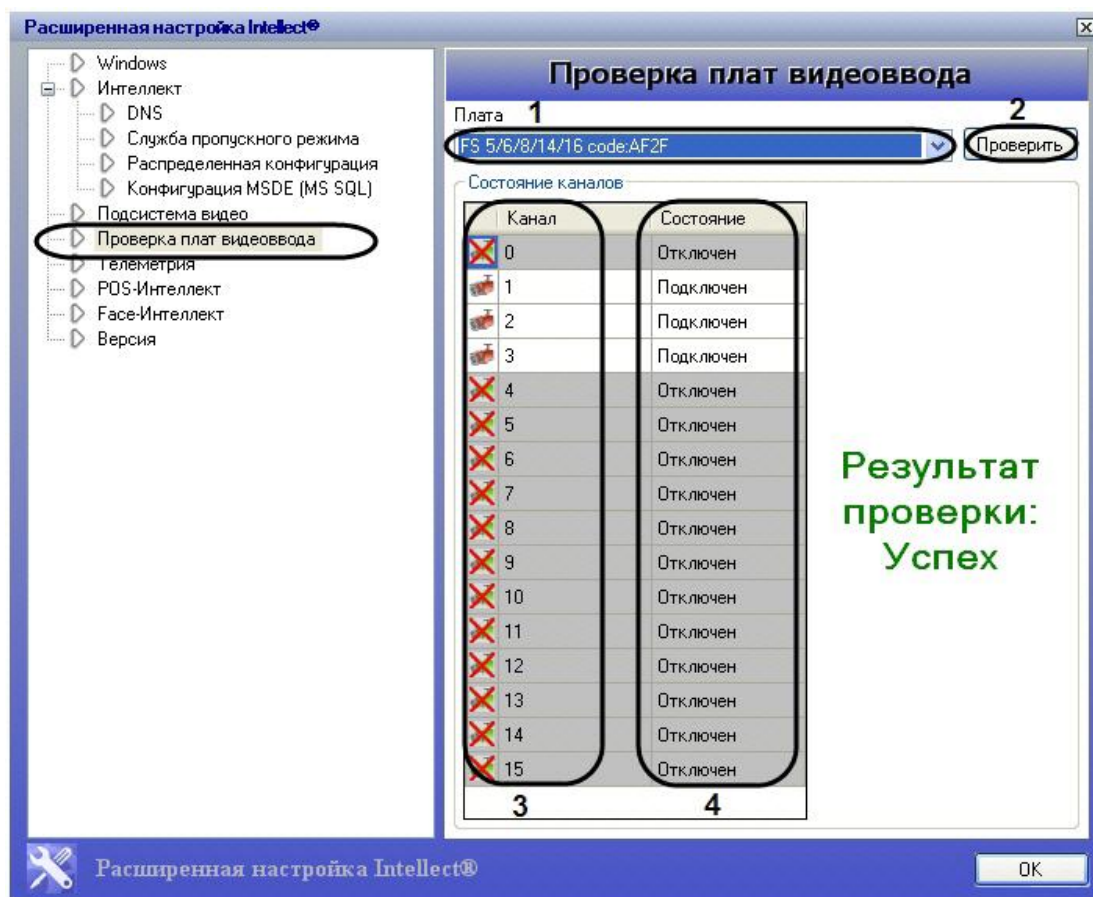 Расширенная настройка Intellect®
Windows
Интеллект
DNS
Служба пропускного режима
Распределенная конфигурация
Конфигурация MSDE (MS SQL)
Подсистема видео
Проверка плат видеоввода
Телеметрия
POS-Интеллект
Face-Интеллект
Версия
Проверка плат видеоввода
Плата 1 2
FS 5/6/8/14/16 code:AF2F Проверить
Состояние каналов
Канал Состояние
0 Отключен
1 Подключен
2 Подключен
3 Подключен
4 Отключен
5 Отключен
6 Отключен
7 Отключен
8 Отключен
9 Отключен
10 Отключен
11 Отключен
12 Отключен
13 Отключен
14 Отключен
15 Отключен
3 4
Результат
проверки:
Успех
Расширенная настройка Intellect®
OK